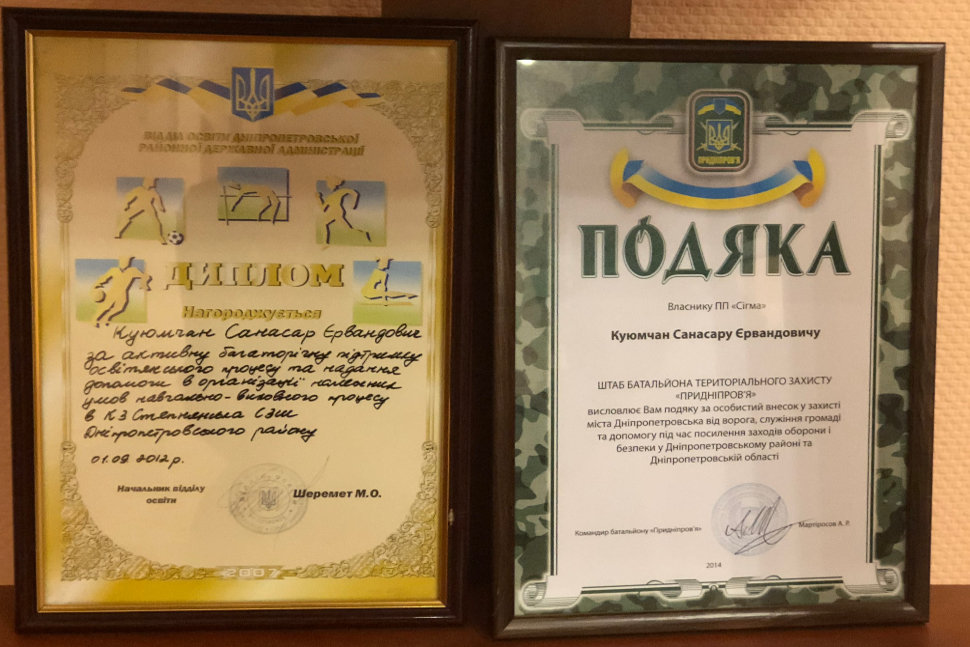 ВІДДІЛ ОСВІТИ ДНІПРОПЕТРОВСЬКОЇ
РАЙОННОЇ ДЕРЖАВНОЇ АДМІНІСТРАЦІЇ
ДИПЛОМ
Нагороджується
Куюмчан Санасар Єрвандович
за активну багаторічну підтримку
освітянського процесу та надання
допомоги в організації належних
умов навчально-виховного процесу
в КЗ Степнянська СЗШ
Дніпропетровського району
01.09.2012 р.
Начальник відділу
освіти
Шеремет М.О.
2007
ПРИДНІПРОВ'Я
ПОДЯКА
Власнику ПП «Сігма»
Куюмчан Санасару Єрвандовичу
ШТАБ БАТАЛЬЙОНА ТЕРИТОРІАЛЬНОГО ЗАХИСТУ
«ПРИДНІПРОВ'Я»
висловлює Вам подяку за особистий внесок у захисті
міста Дніпропетровська від ворога, служіння громаді
та допомогу під час посилення заходів оборони і
безпеки у Дніпропетровському районі та
Дніпропетровській області
Командир батальйону «Придніпров'я»
Мартіросов А. Р.
2014